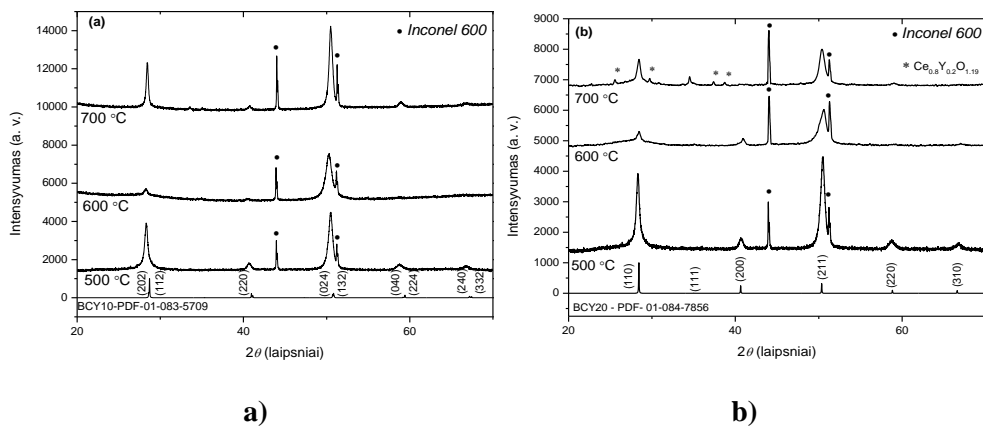 (a)
• Inconel 600
14000
12000
10000
8000
6000
4000
2000
0
Intensyvumas (a. v.)
700 °C
600 °C
500 °C
(202)
(112)
(220)
(024)
(132)
(040)
(224)
(240)
(332)
BCY10-PDF-01-083-5709
20 40 60
2θ (laipsniai)
a)
(b)
• Inconel 600
* Ce0.8Y0.2O1.19
9000
8000
7000
6000
5000
4000
3000
2000
1000
0
Intensyvumas (a. v.)
700 °C
600 °C
500 °C
(110)
(111)
(200)
(211)
(220)
(310)
BCY20 - PDF- 01-084-7856
20 40 60
2θ (laipsniai)
b)